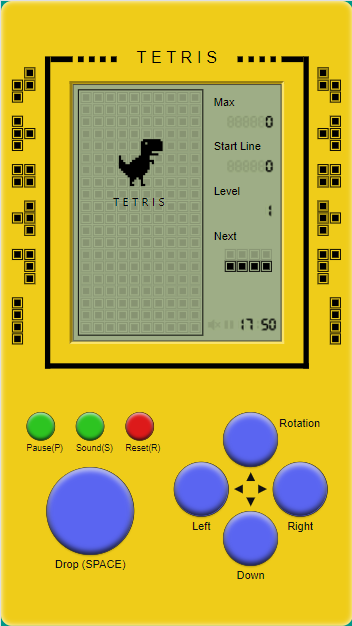 TETRIS
Max
0
Start Line
0
Level
1
TETRIS
Next
17:50
Pause(P) Sound(S) Reset(R)
Rotation
Left Right
Drop (SPACE)
Down